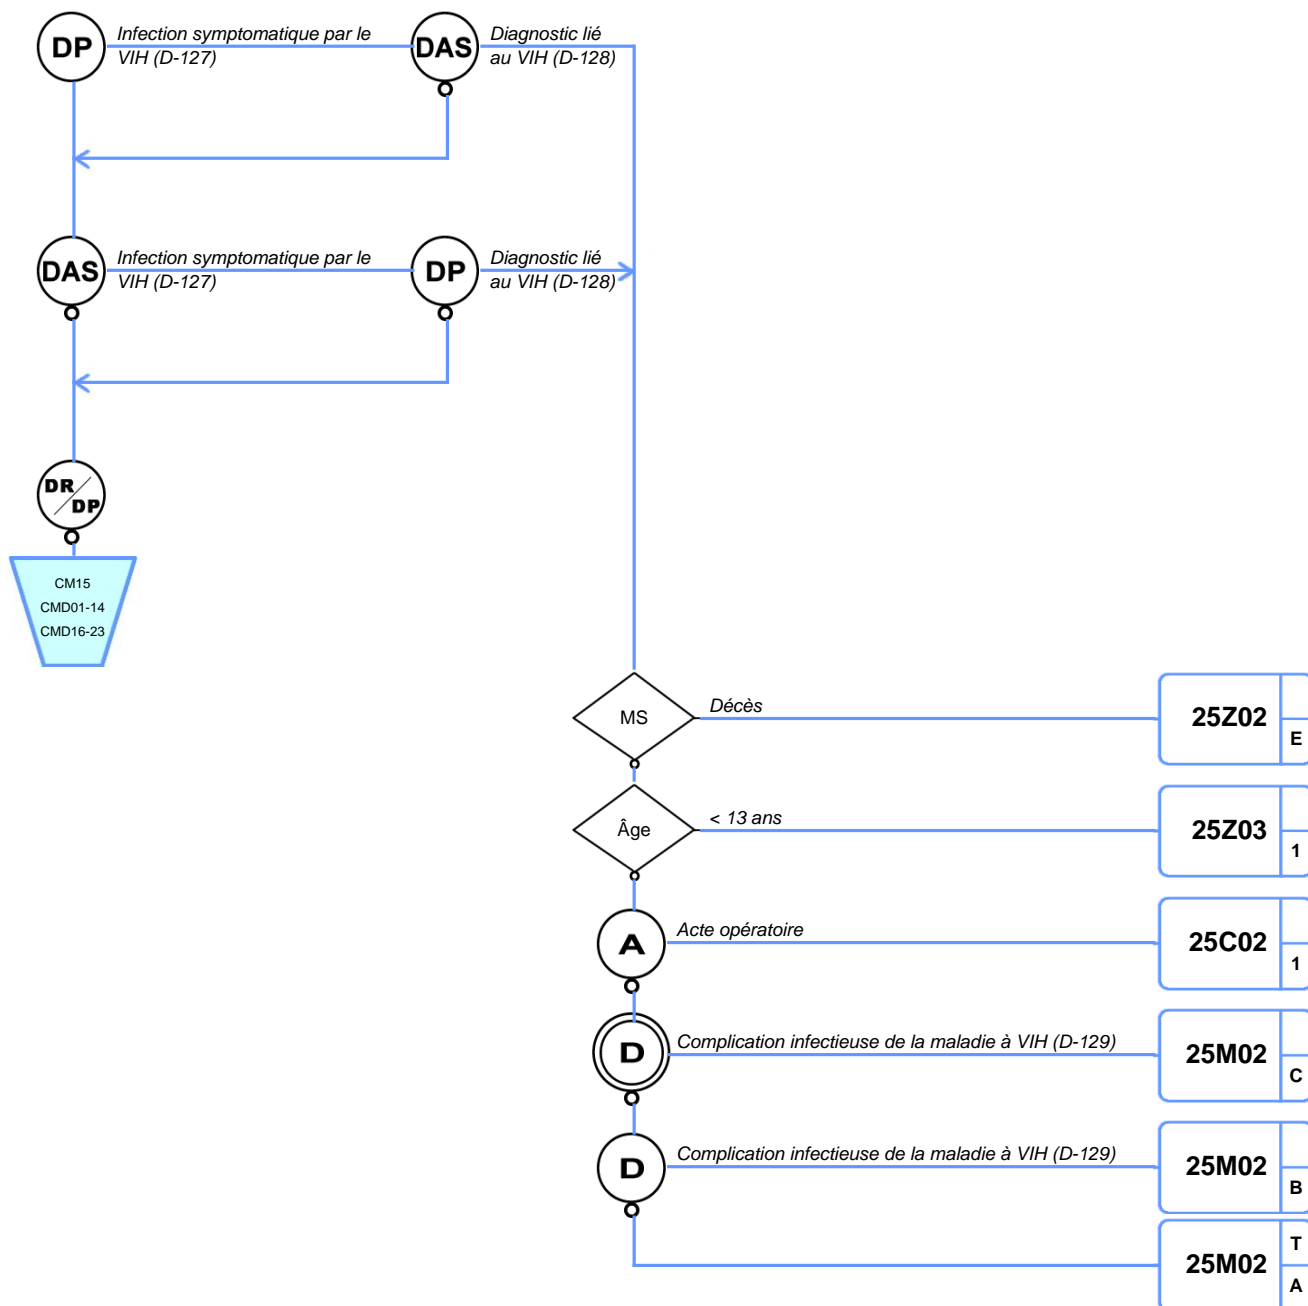 DP
Infection symptomatique par le
VIH (D-127)
DAS
Diagnostic lié
au VIH (D-128)
DAS
Infection symptomatique par le
VIH (D-127)
DP
Diagnostic lié
au VIH (D-128)
DR
DP
CM15
CMD01-14
CMD16-23
MS
Décès
25Z02
E
Âge
< 13 ans
25Z03
1
A
Acte opératoire
25C02
1
D
Complication infectieuse de la maladie à VIH (D-129)
25M02
C
D
Complication infectieuse de la maladie à VIH (D-129)
25M02
B
25M02
T
A